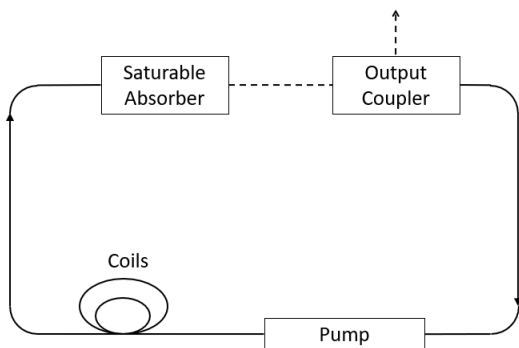 Saturable
Absorber
Output
Coupler
Coils
Pump